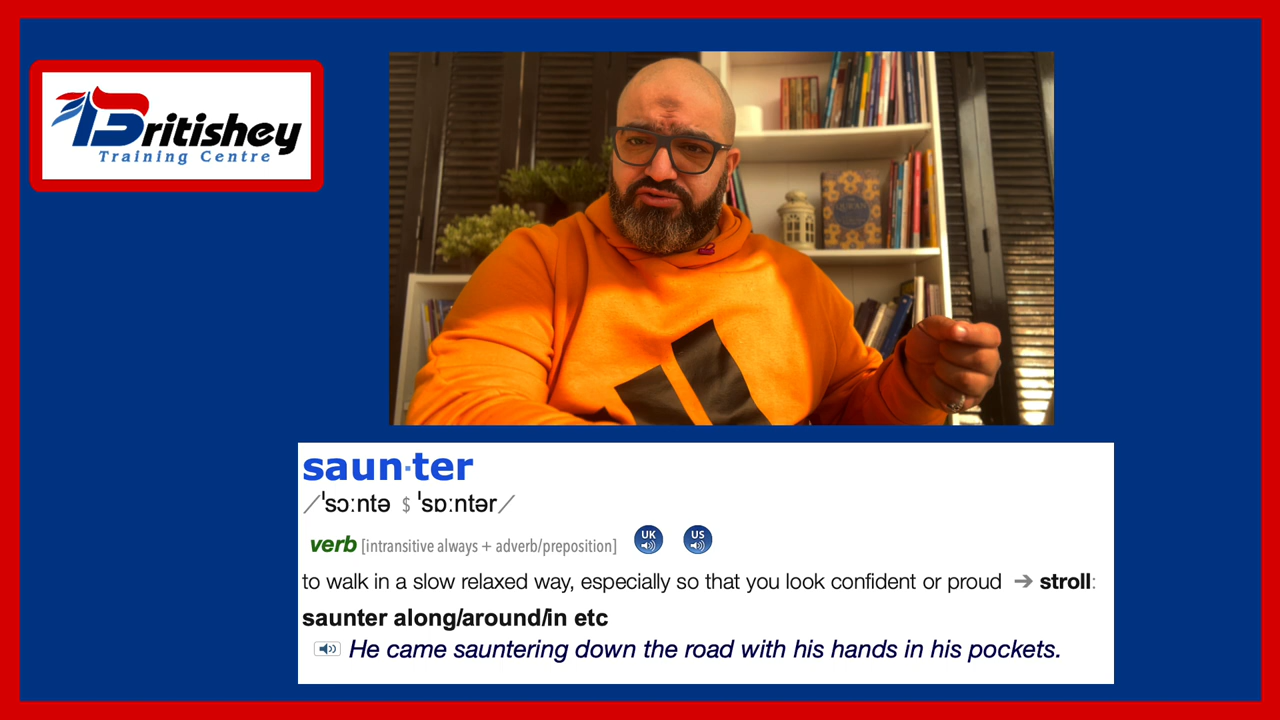 Britishey
Training Centre
QUR'AN
saun·ter
/ˈsɔːntə $ ˈsɒːntər/
verb [intransitive always + adverb/preposition] UK US
to walk in a slow relaxed way, especially so that you look confident or proud → stroll:
saunter along/around/in etc
He came sauntering down the road with his hands in his pockets.